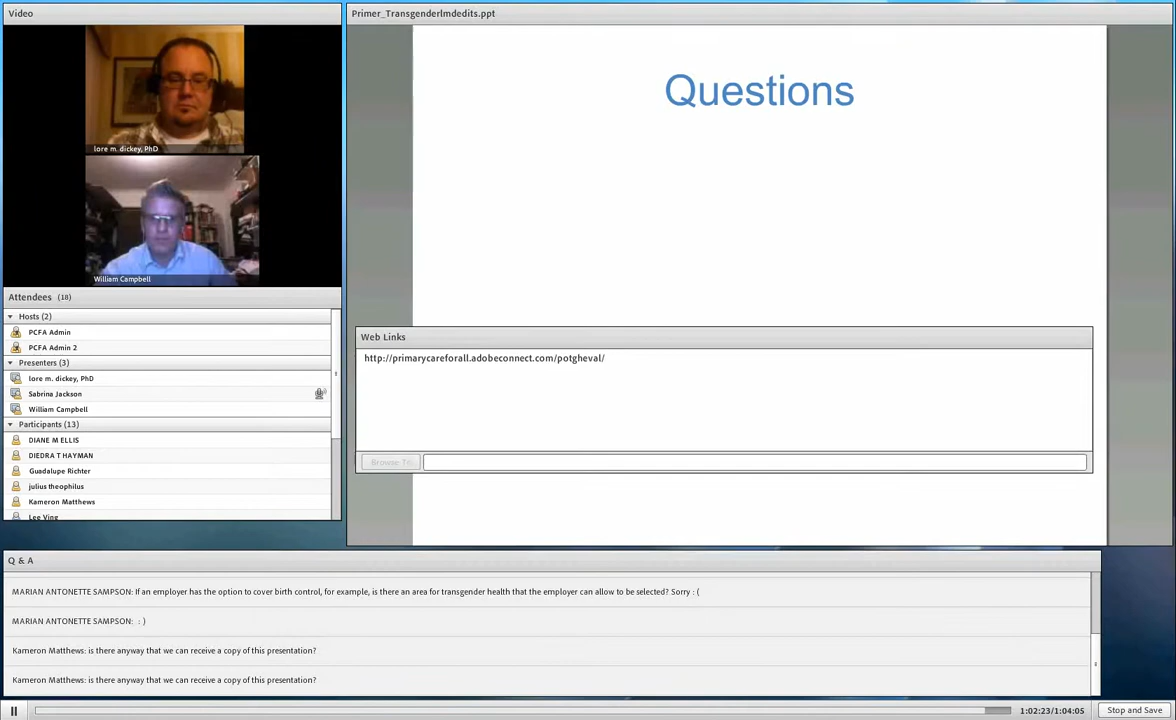 Video
lore m. dickey, PhD
William Campbell
Attendees (18)
Hosts (2)
PCFA Admin
PCFA Admin 2
Presenters (3)
lore m. dickey, PhD
Sabrina Jackson
William Campbell
Participants (13)
DIANE M ELLIS
DIEDRA T HAYMAN
Guadalupe Richter
julius theophilus
Kameron Matthews
Lee Ving
Primer_Transgenderlmdedits.ppt
Questions
Web Links
http://primarycareforall.adobeconnect.com/potgheval/
Browse To
Q & A
MARIAN ANTONETTE SAMPSON: If an employer has the option to cover birth control, for example, is there an area for transgender health that the employer can allow to be selected? Sorry : (
MARIAN ANTONETTE SAMPSON: : )
Kameron Matthews: is there anyway that we can receive a copy of this presentation?
Kameron Matthews: is there anyway that we can receive a copy of this presentation?
1:02:23/1:04:05
Stop and Save